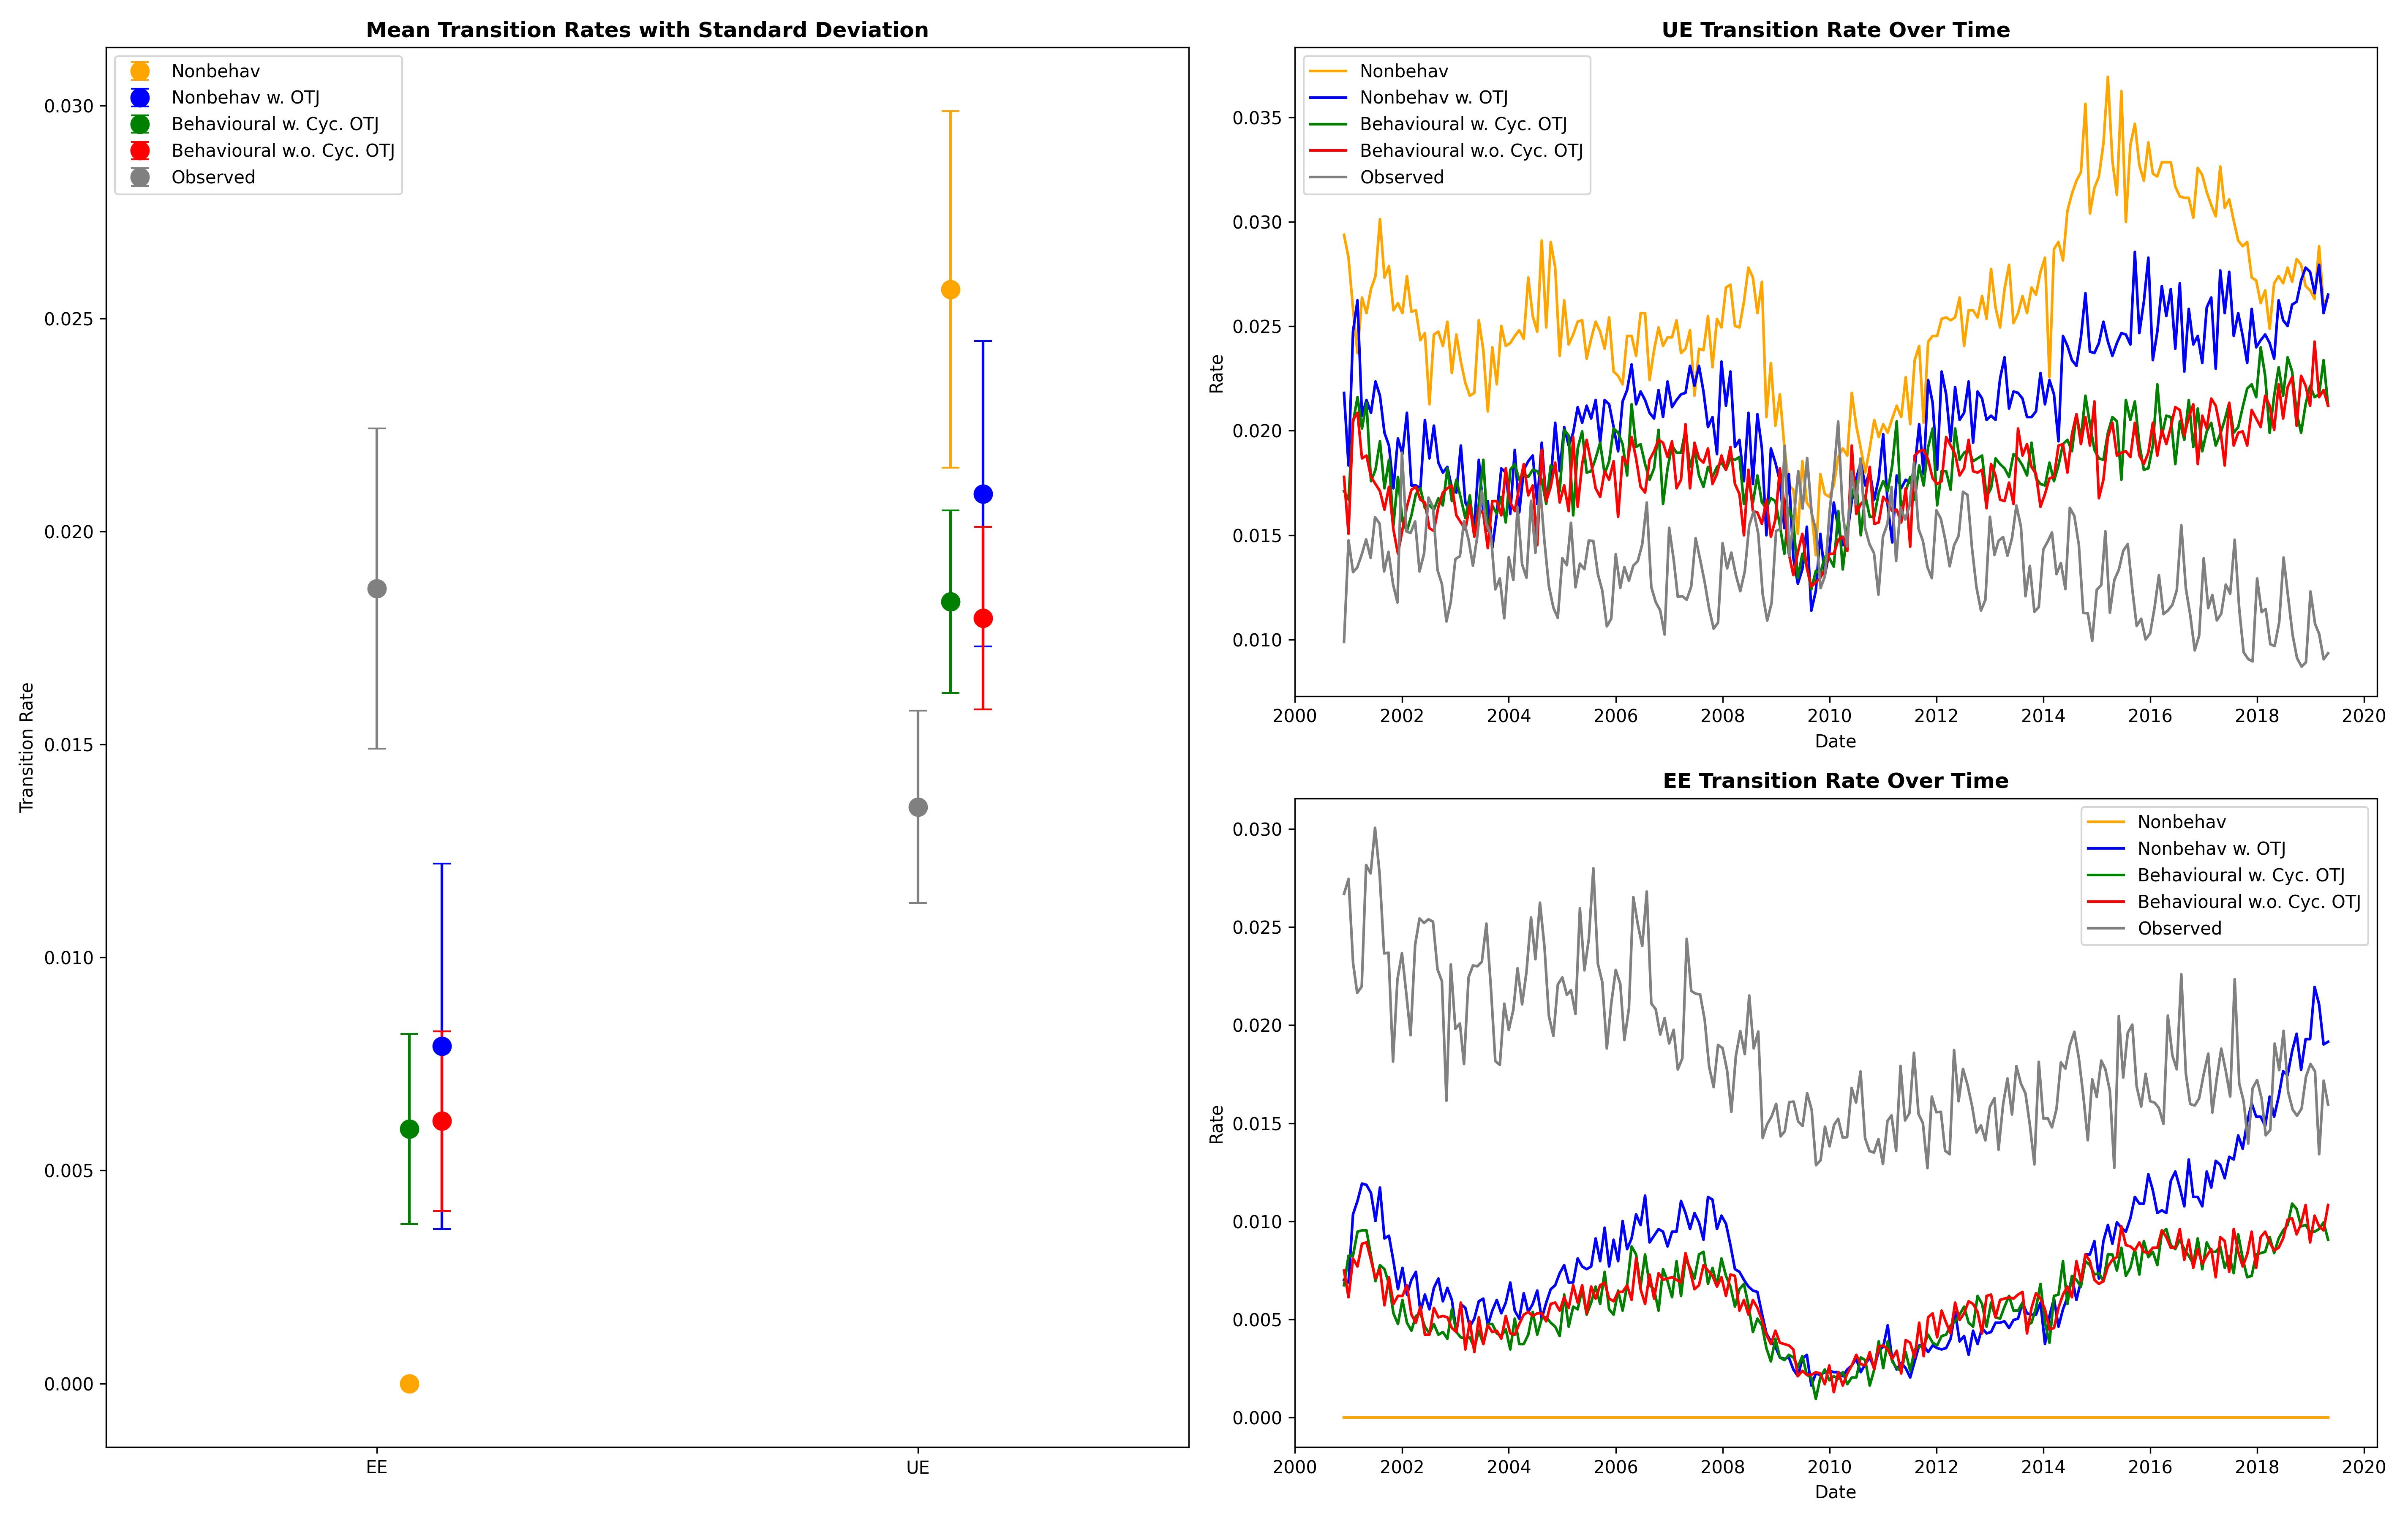 Mean Transition Rates with Standard Deviation
Nonbehav
Nonbehav w. OTJ
Behavioural w. Cyc. OTJ
Behavioural w.o. Cyc. OTJ
Observed
Transition Rate
0.030
0.025
0.020
0.015
0.010
0.005
0.000
EE
UE
UE Transition Rate Over Time
Nonbehav
Nonbehav w. OTJ
Behavioural w. Cyc. OTJ
Behavioural w.o. Cyc. OTJ
Observed
Rate
0.035
0.030
0.025
0.020
0.015
0.010
2000 2002 2004 2006 2008 2010 2012 2014 2016 2018 2020
Date
EE Transition Rate Over Time
Nonbehav
Nonbehav w. OTJ
Behavioural w. Cyc. OTJ
Behavioural w.o. Cyc. OTJ
Observed
Rate
0.030
0.025
0.020
0.015
0.010
0.005
0.000
2000 2002 2004 2006 2008 2010 2012 2014 2016 2018 2020
Date